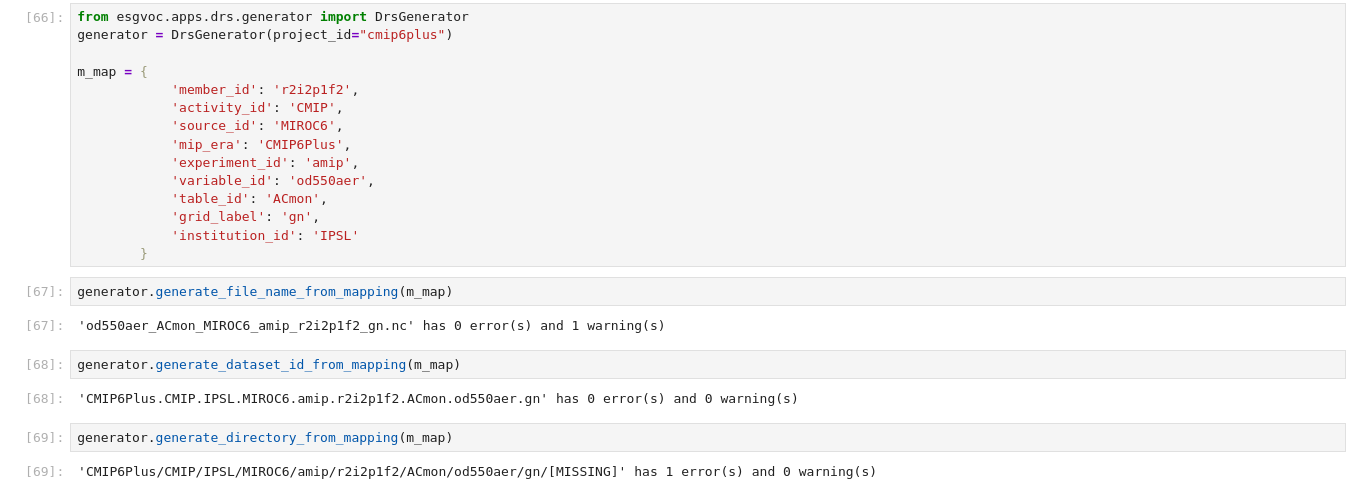 [66]: from esgvoc.apps.drs.generator import DrsGenerator
generator = DrsGenerator(project_id="cmip6plus")
m_map = {
'member_id': 'r2i2p1f2',
'activity_id': 'CMIP',
'source_id': 'MIROC6',
'mip_era': 'CMIP6Plus',
'experiment_id': 'amip',
'variable_id': 'od550aer',
'table_id': 'ACmon',
'grid_label': 'gn',
'institution_id': 'IPSL'
}
[67]: generator.generate_file_name_from_mapping(m_map)
[67]: 'od550aer_ACmon_MIROC6_amip_r2i2p1f2_gn.nc' has 0 error(s) and 1 warning(s)
[68]: generator.generate_dataset_id_from_mapping(m_map)
[68]: 'CMIP6Plus.CMIP.IPSL.MIROC6.amip.r2i2p1f2.ACmon.od550aer.gn' has 0 error(s) and 0 warning(s)
[69]: generator.generate_directory_from_mapping(m_map)
[69]: 'CMIP6Plus/CMIP/IPSL/MIROC6/amip/r2i2p1f2/ACmon/od550aer/gn/[MISSING]' has 1 error(s) and 0 warning(s)